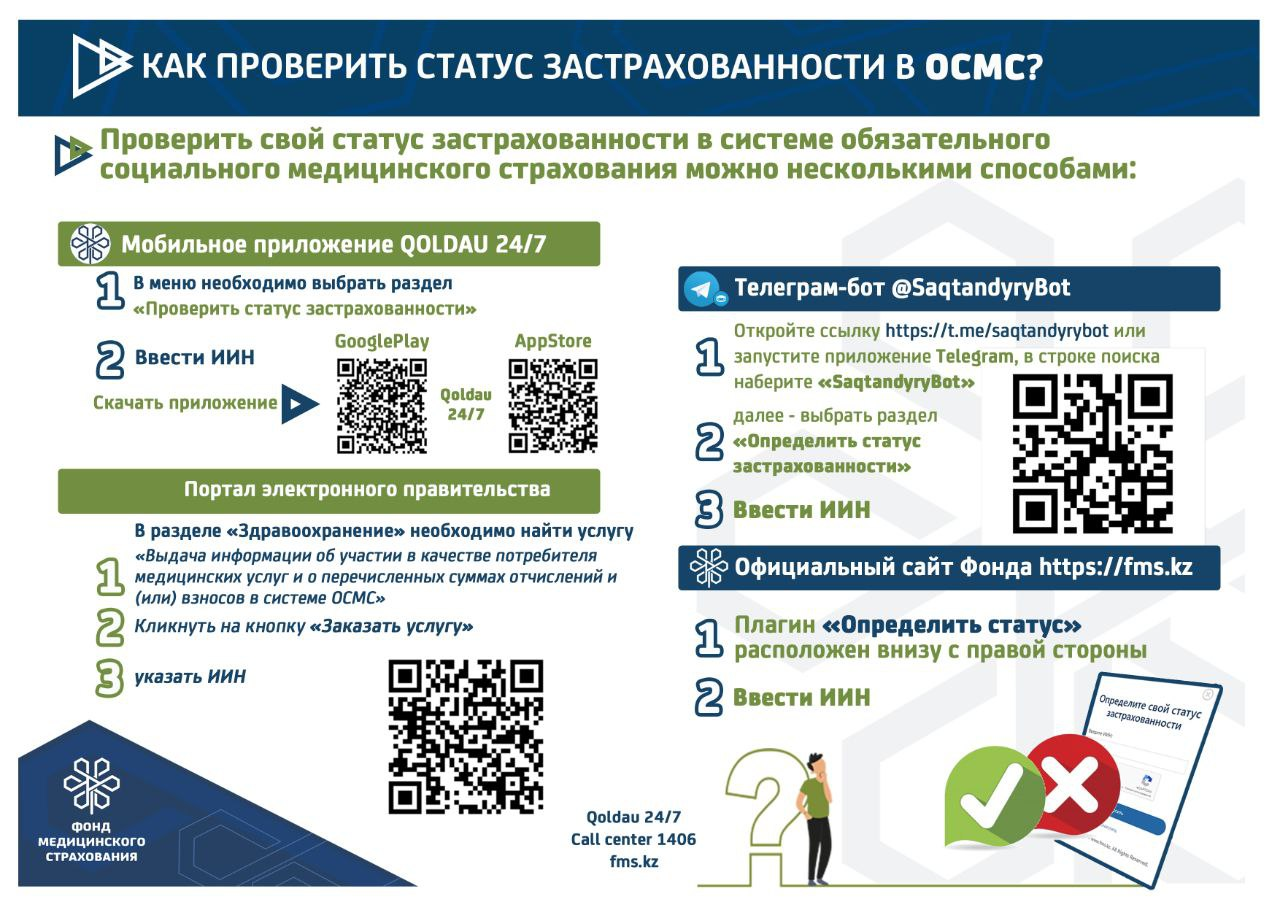 КАК ПРОВЕРИТЬ СТАТУС ЗАСТРАХОВАННОСТИ В ОСМС?
Проверить свой статус застрахованности в системе обязательного
социального медицинского страхования можно несколькими способами:
Мобильное приложение QOLDAU 24/7
1 В меню необходимо выбрать раздел
«Проверить статус застрахованности»
GooglePlay AppStore
2 Ввести ИИН
Скачать приложение
Qoldau
24/7
Портал электронного правительства
В разделе «Здравоохранение» необходимо найти услугу
«Выдача информации об участии в качестве потребителя
1 медицинских услуг и о перечисленных суммах отчислений и
(или) взносов в системе ОСМС»
2 Кликнуть на кнопку «Заказать услугу»
3 указать ИИН
Телеграм-бот @SaqtandyryBot
Откройте ссылку https://t.me/saqtandyrybot или
1 запустите приложение Telegram, в строке поиска
наберите «SaqtandyryBot»
далее - выбрать раздел
2 «Определить статус
застрахованности»
3 Ввести ИИН
Официальный сайт Фонда https://fms.kz
1 Плагин «Определить статус»
расположен внизу с правой стороны
2 Ввести ИИН
Определите свой статус
застрахованности
ФОНД
МЕДИЦИНСКОГО
СТРАХОВАНИЯ
Qoldau 24/7
Call center 1406
fms.kz